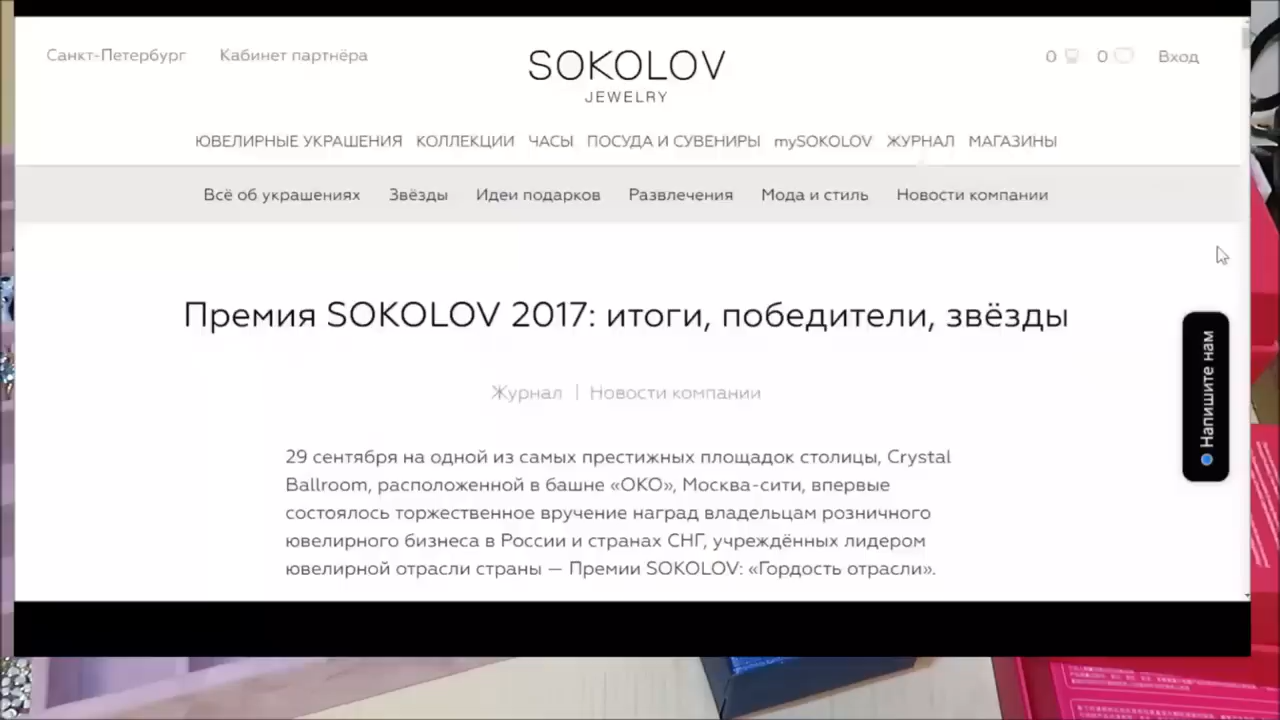 Санкт-Петербург Кабинет партнёра
SOKOLOV
JEWELRY
0 0 Вход
ЮВЕЛИРНЫЕ УКРАШЕНИЯ КОЛЛЕКЦИИ ЧАСЫ ПОСУДА И СУВЕНИРЫ mySOKOLOV ЖУРНАЛ МАГАЗИНЫ
Всё об украшениях Звёзды Идеи подарков Развлечения Мода и стиль Новости компании
Премия SOKOLOV 2017: итоги, победители, звёзды
Журнал | Новости компании
Напишите нам
29 сентября на одной из самых престижных площадок столицы, Crystal
Ballroom, расположенной в башне «ОКО», Москва-сити, впервые
состоялось торжественное вручение наград владельцам розничного
ювелирного бизнеса в России и странах СНГ, учреждённых лидером
ювелирной отрасли страны — Премии SOKOLOV: «Гордость отрасли».